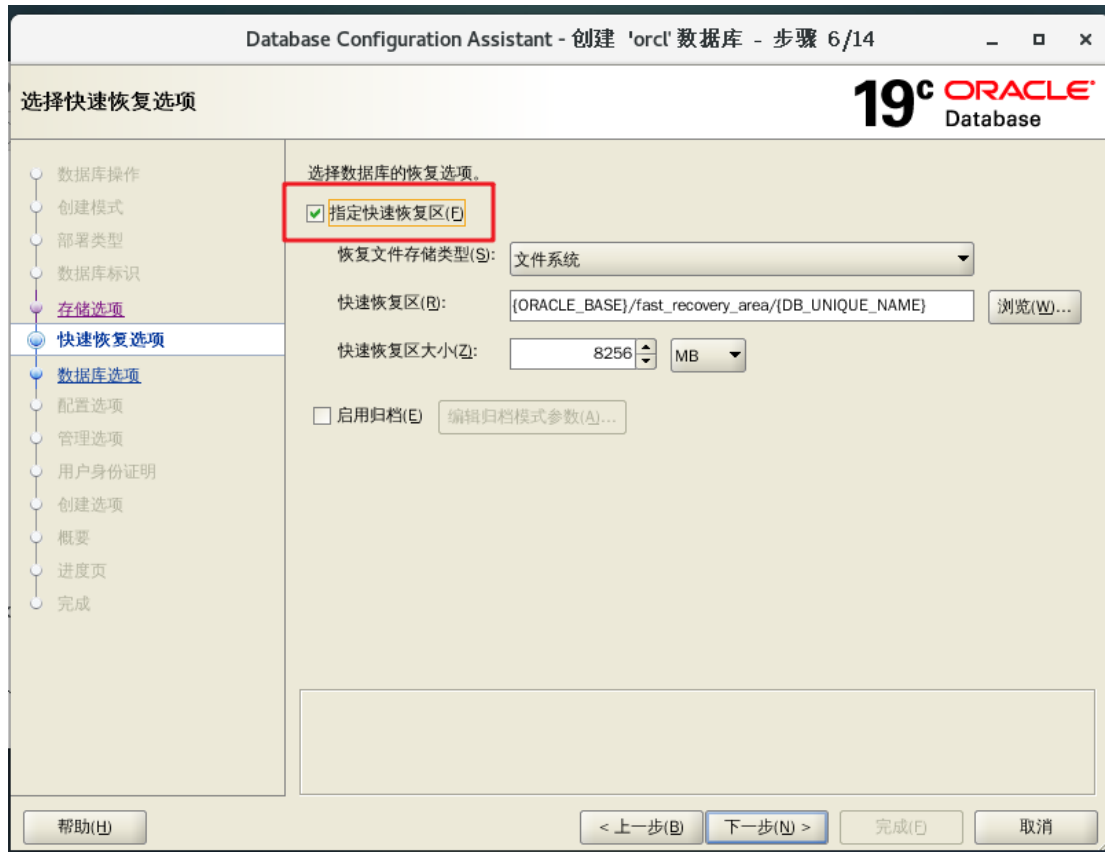 Database Configuration Assistant - 创建 'orcl' 数据库 - 步骤 6/14
选择快速恢复选项
19c ORACLE
Database
数据库操作
创建模式
部署类型
数据库标识
存储选项
快速恢复选项
数据库选项
配置选项
管理选项
用户身份证明
创建选项
概要
进度页
完成
选择数据库的恢复选项。
指定快速恢复区(F)
恢复文件存储类型(S): 文件系统
快速恢复区(R): {ORACLE_BASE}/fast_recovery_area/{DB_UNIQUE_NAME} 浏览(W)...
快速恢复区大小(Z): 8256 MB
启用归档(E) 编辑归档模式参数(A)...
帮助(H) < 上一步(B) 下一步(N) > 完成(F) 取消